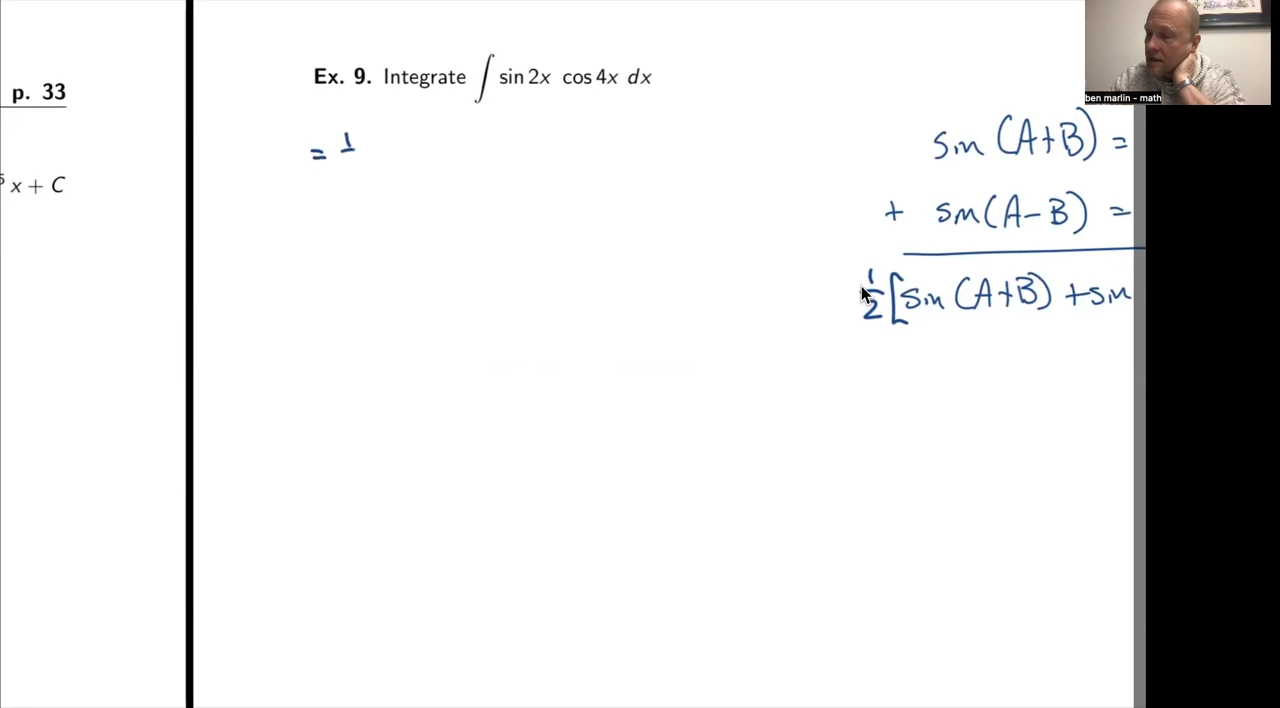 p. 33
x + C
Ex. 9. Integrate ∫ sin 2x cos 4x dx
= 1
sin (A+B) =
+ sin(A−B) =
1/2 [sin (A+B) + sin
ben marlin - math